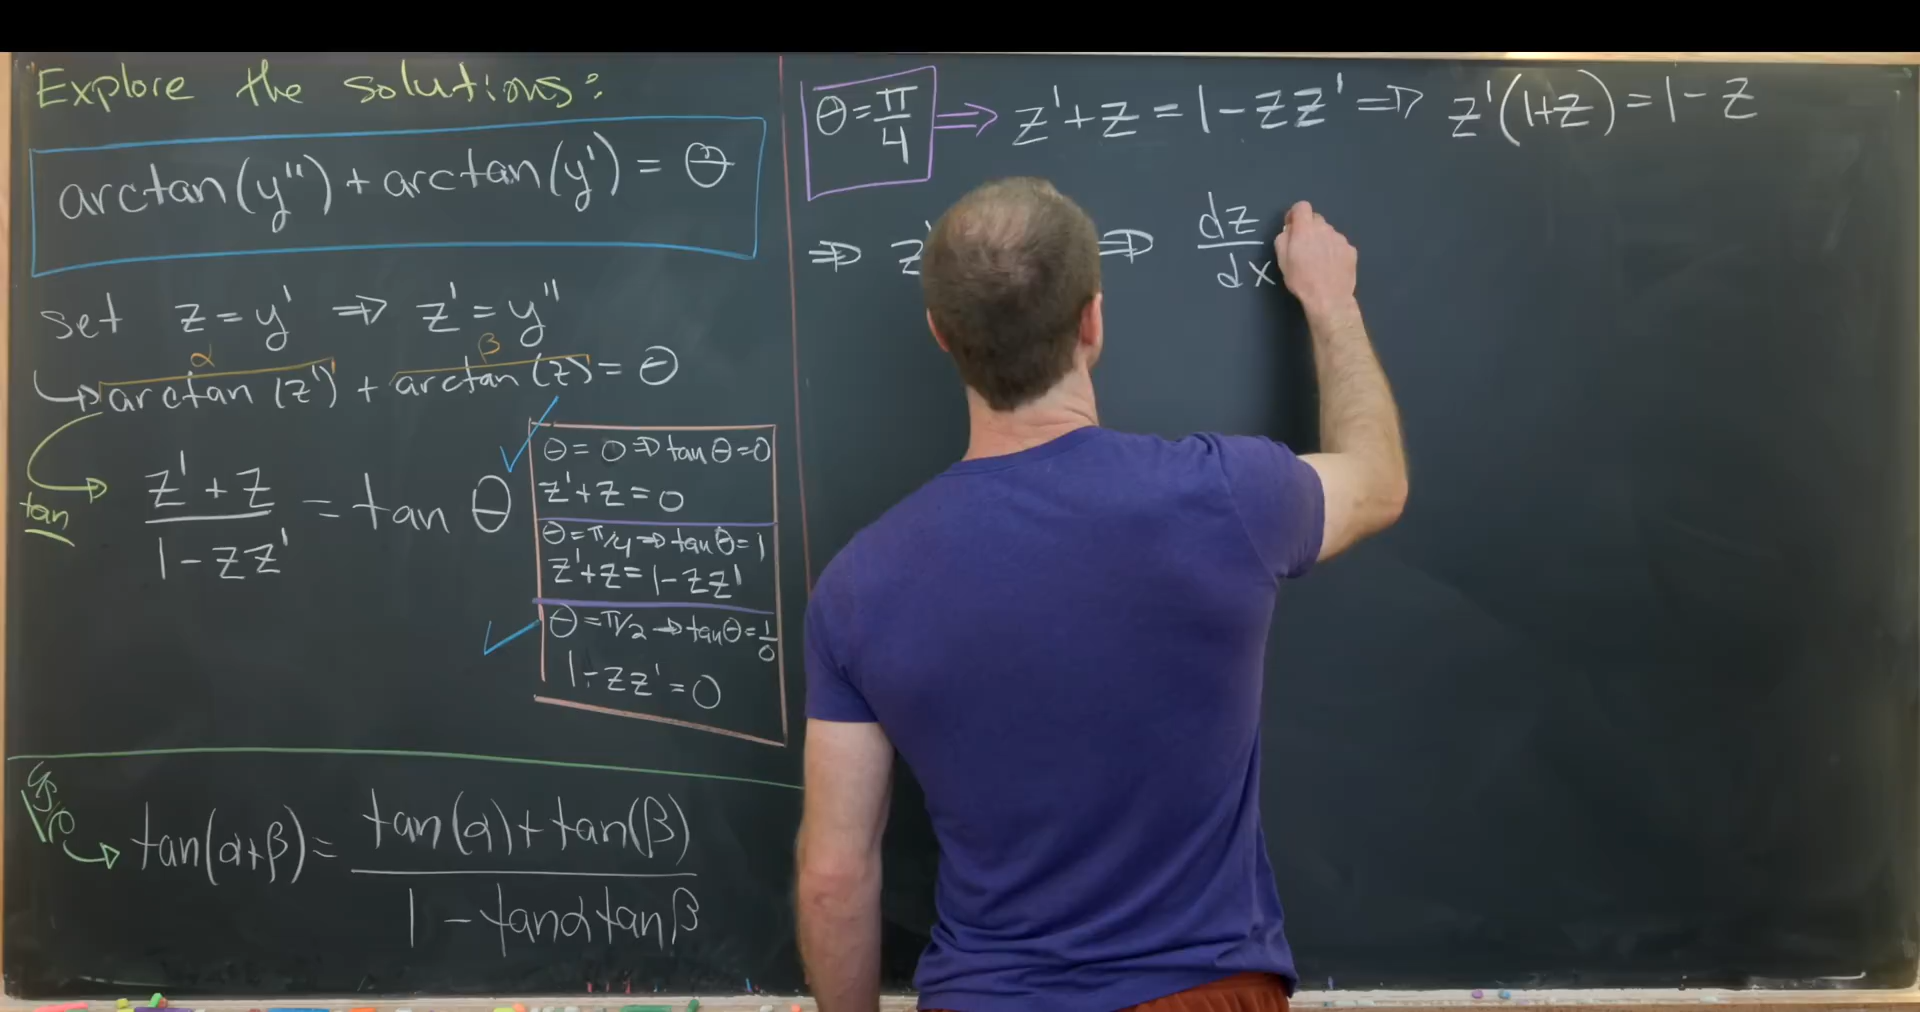 Explore the solutions:
arctan(y'') + arctan(y') = θ
set z = y' ⇒ z' = y''
α β
arctan(z') + arctan(z) = θ
tan
z' + z
1 - zz'
= tan θ
θ = 0 ⇒ tan θ = 0
z' + z = 0
θ = π/4 ⇒ tan θ = 1
z' + z = 1 - zz'
θ = π/2 → tan θ = 1/0
1 - zz' = 0
tan(α+β) = 
tan(α) + tan(β)
1 - tanα tanβ
θ = π/4 ⇒ z' + z = 1 - zz' ⇒ z'(1+z) = 1 - z
⇒ z' ⇒ dz/dx